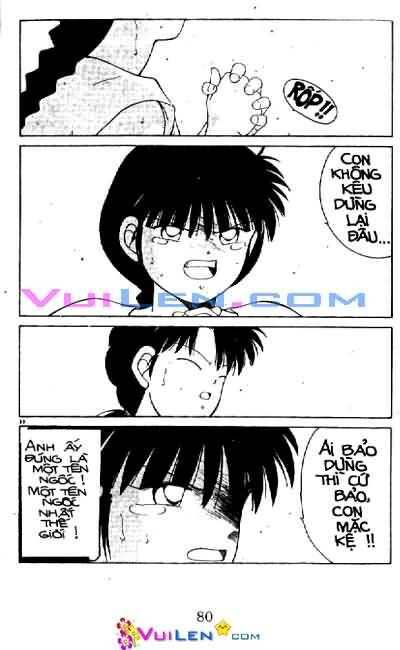 RỐP!!
CON
KHÔNG
KÊU
DỪNG
LẠI
ĐÂU...
VuiLen.com
AI BẢO
DỪNG
THÌ CỨ
BẢO,
CON
MẶC
KỆ !!
ANH ẤY
ĐÚNG LÀ
MỘT TÊN
NGỐC !
MỘT TÊN
NGỐC
NHẤT
THẾ
GIỚI !
80
VuiLen.com